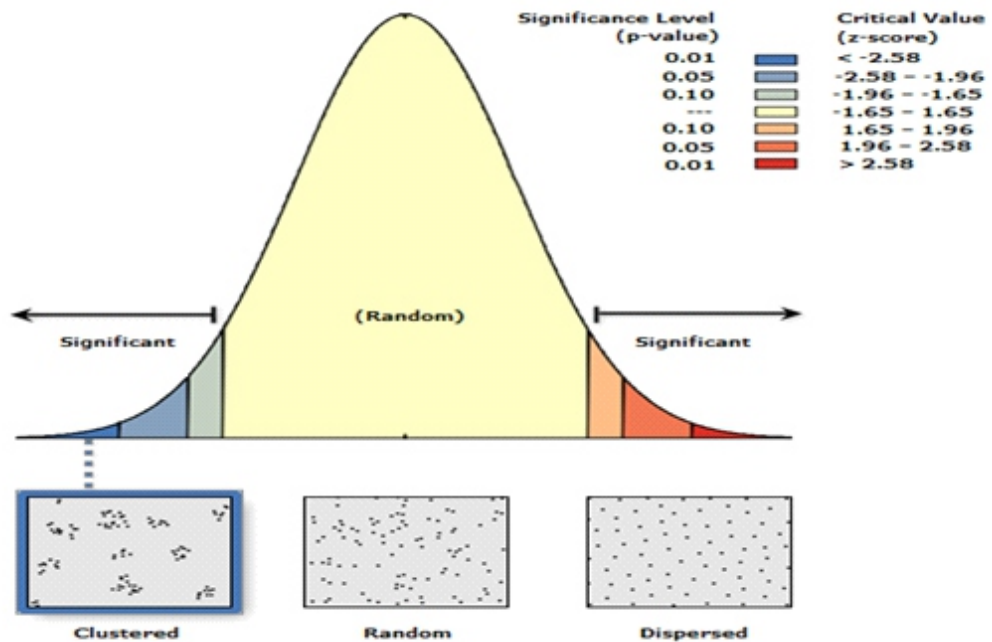 Significance Level (p-value)
Critical Value (z-score)
0.01 < -2.58
0.05 -2.58 – -1.96
0.10 -1.96 – -1.65
--- -1.65 – 1.65
0.10 1.65 – 1.96
0.05 1.96 – 2.58
0.01 > 2.58
(Random)
Significant
Significant
Clustered
Random
Dispersed